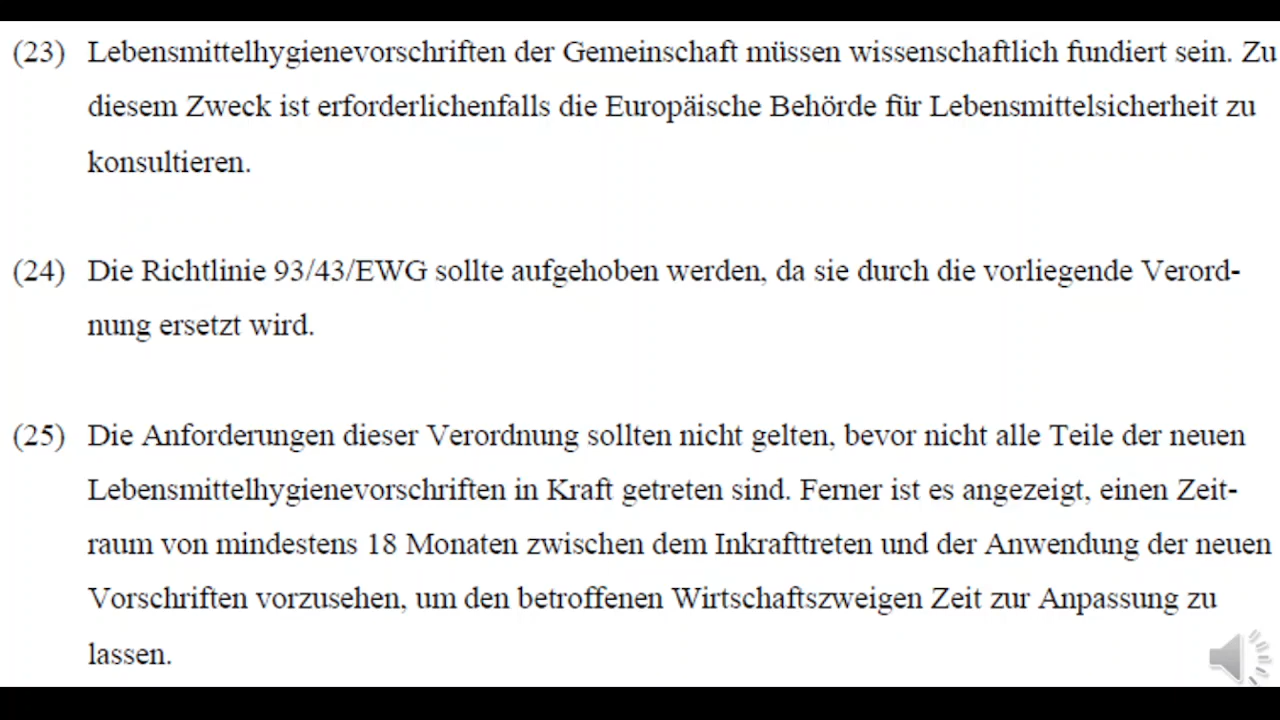 (23) Lebensmittelhygienevorschriften der Gemeinschaft müssen wissenschaftlich fundiert sein. Zu
diesem Zweck ist erforderlichenfalls die Europäische Behörde für Lebensmittelsicherheit zu
konsultieren.
(24) Die Richtlinie 93/43/EWG sollte aufgehoben werden, da sie durch die vorliegende Verord-
nung ersetzt wird.
(25) Die Anforderungen dieser Verordnung sollten nicht gelten, bevor nicht alle Teile der neuen
Lebensmittelhygienevorschriften in Kraft getreten sind. Ferner ist es angezeigt, einen Zeit-
raum von mindestens 18 Monaten zwischen dem Inkrafttreten und der Anwendung der neuen
Vorschriften vorzusehen, um den betroffenen Wirtschaftszweigen Zeit zur Anpassung zu
lassen.